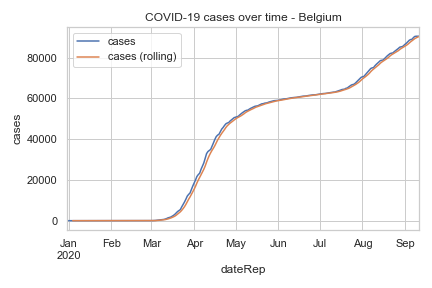 COVID-19 cases over time - Belgium
cases
cases (rolling)
80000
60000
40000
20000
0
cases
Jan Feb Mar Apr May Jun Jul Aug Sep
2020
dateRep